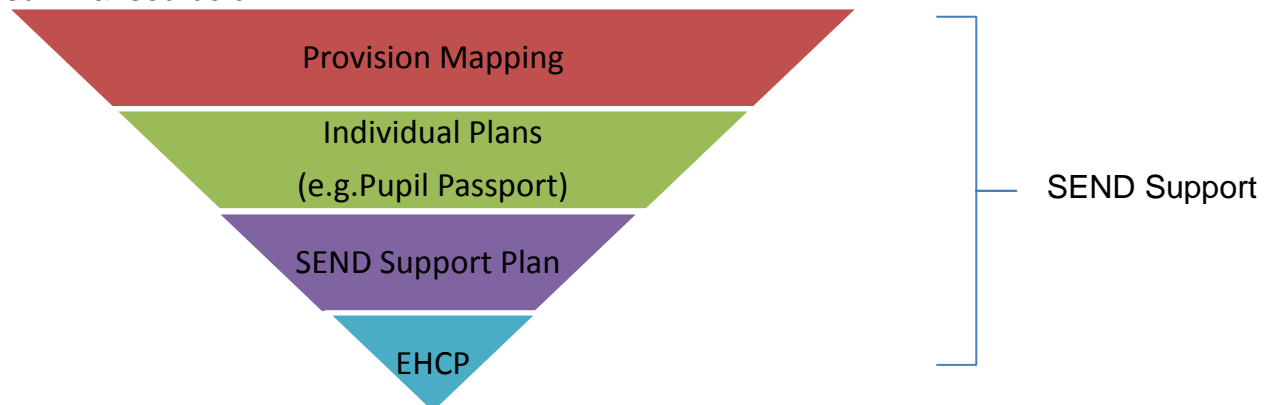 Provision Mapping
Individual Plans
(e.g.Pupil Passport)
SEND Support Plan
EHCP
SEND Support